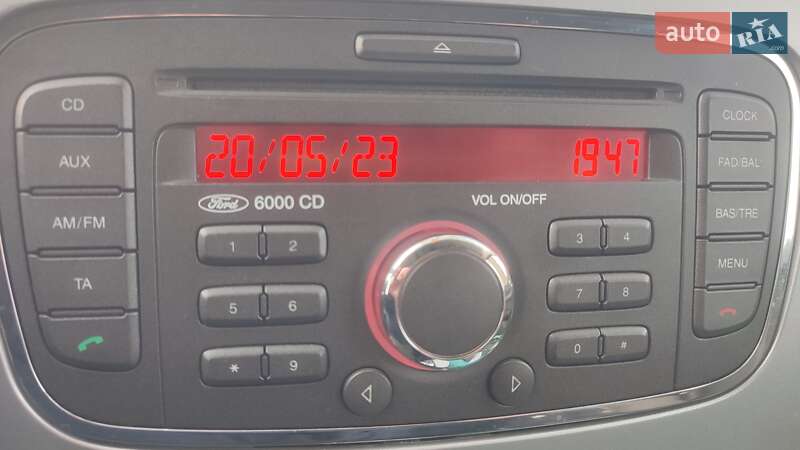 auto RIA .com
CD
AUX
AM/FM
TA
20/05/23 1947
Ford 6000 CD
VOL ON/OFF
1 2
5 6
* 9
3 4
7 8
0 #
CLOCK
FAD/BAL
BAS/TRE
MENU